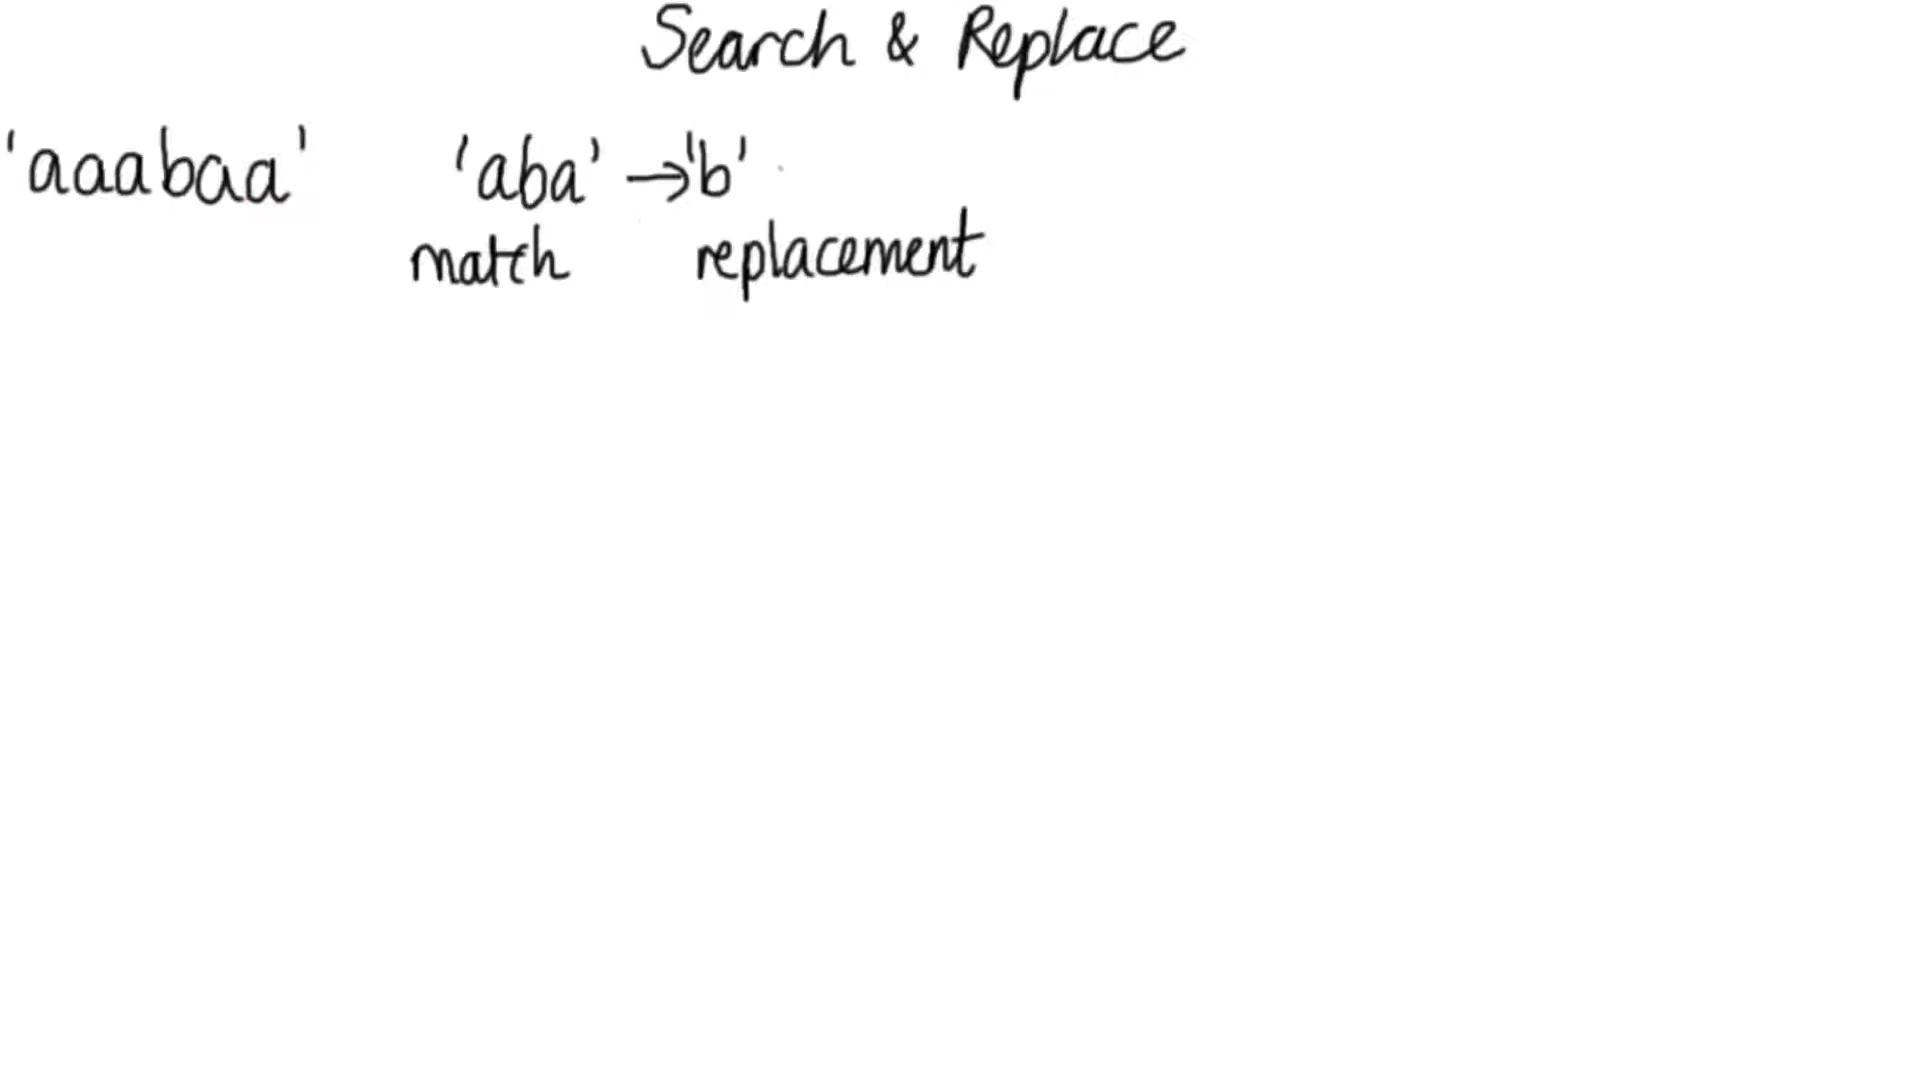 Search & Replace
'aaabaa' 'aba' →'b'
match replacement